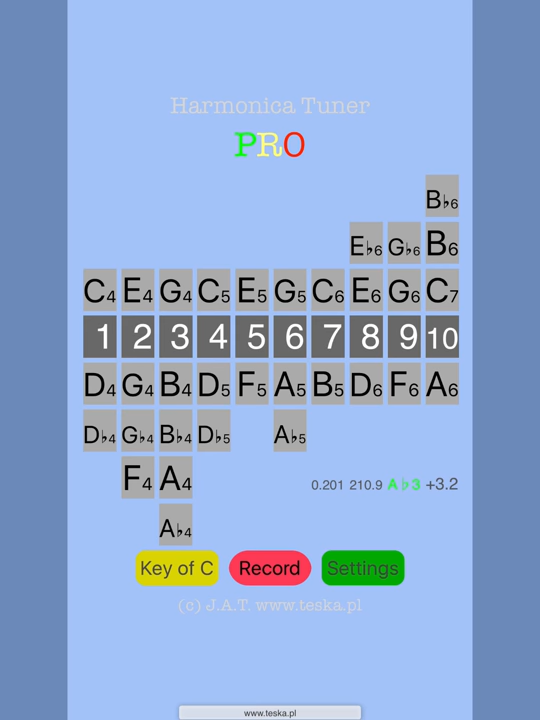 Harmonica Tuner
PRO
B♭6
E♭6 G♭6 B6
C4 E4 G4 C5 E5 G5 C6 E6 G6 C7
1 2 3 4 5 6 7 8 9 10
D4 G4 B4 D5 F5 A5 B5 D6 F6 A6
D♭4 G♭4 B♭4 D♭5 A♭5
F4 A4
0.201 210.9 A♭3 +3.2
A♭4
Key of C Record Settings
(c) J.A.T. www.teska.pl
www.teska.pl